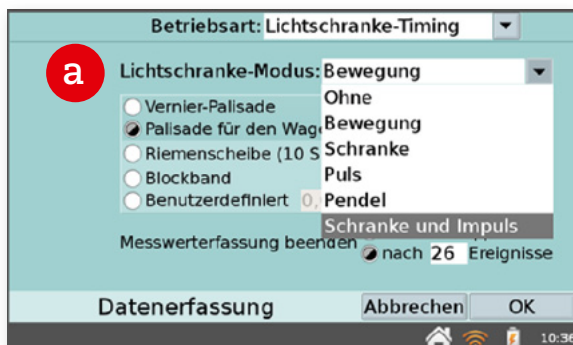 Betriebsart: Lichtschranke-Timing
a
Lichtschranke-Modus: Bewegung
Ohne
Vernier-Palisade
Bewegung
Palisade für den Wage
Schranke
Riemenscheibe (10 S
Puls
Blockband
Pendel
Benutzerdefiniert 0,
Schranke und Impuls
Messwerterfassung beenden
nach 26 Ereignisse
Datenerfassung Abbrechen OK
10:36